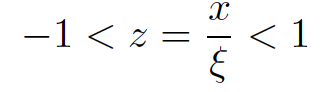 −1 < z = x/ξ < 1